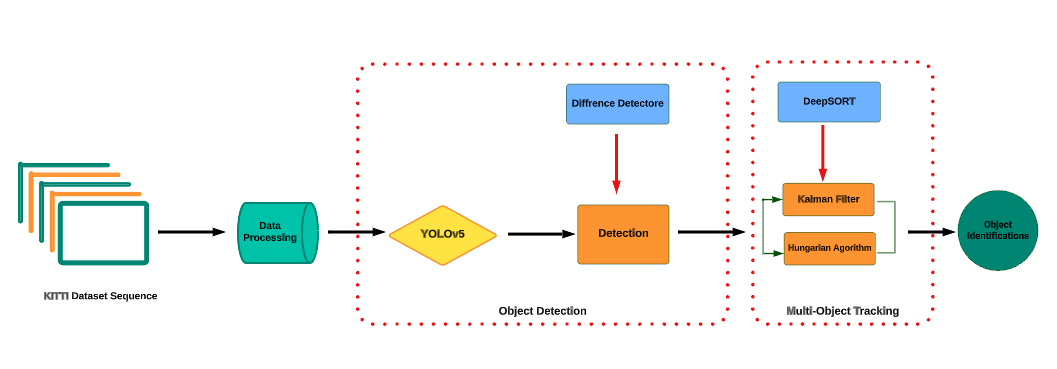 KITTI Dataset Sequence
Data
Processing
YOLOv5
Diffrence Detectore
Detection
Object Detection
DeepSORT
Kalman Filter
Hungarian Agorithm
Multi-Object Tracking
Object
Identifications